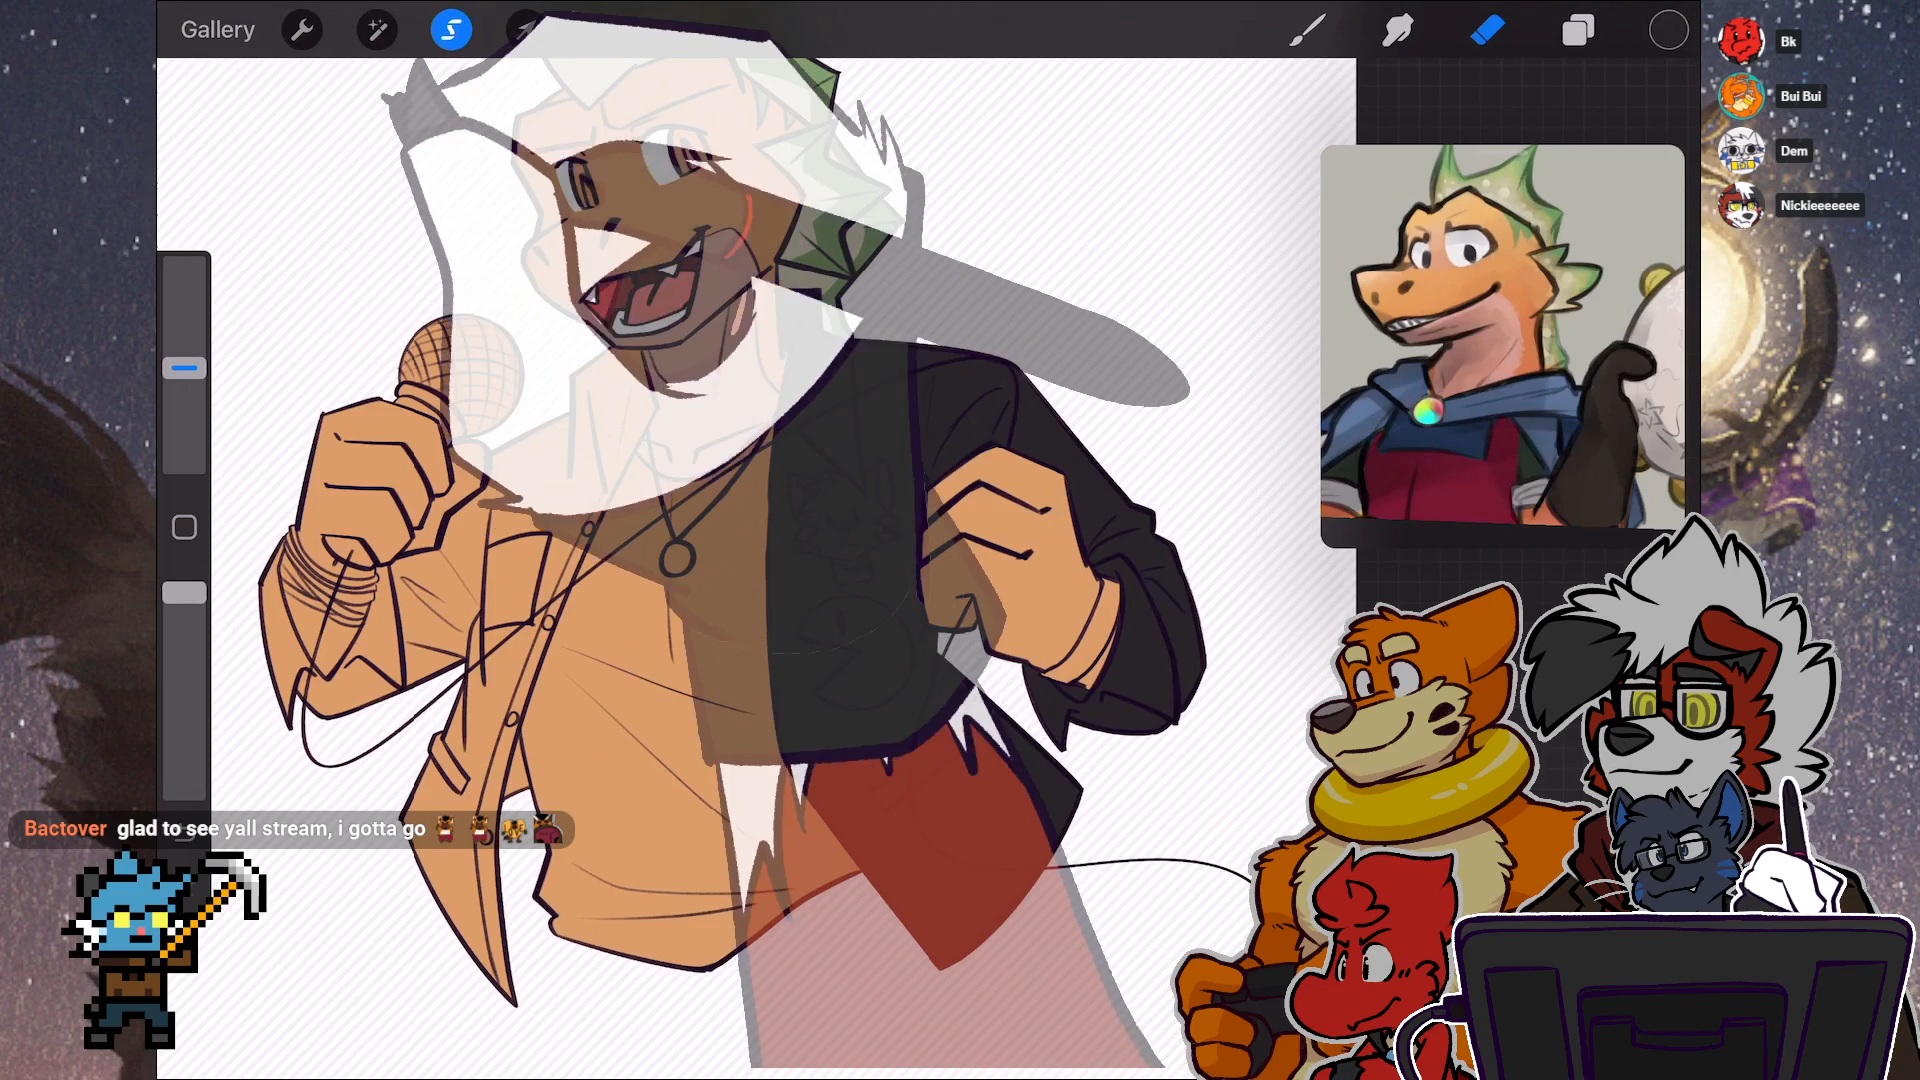 Gallery
Bk
Bui Bui
Dem
Nickieeeeeee
Bactover glad to see yall stream, i gotta go